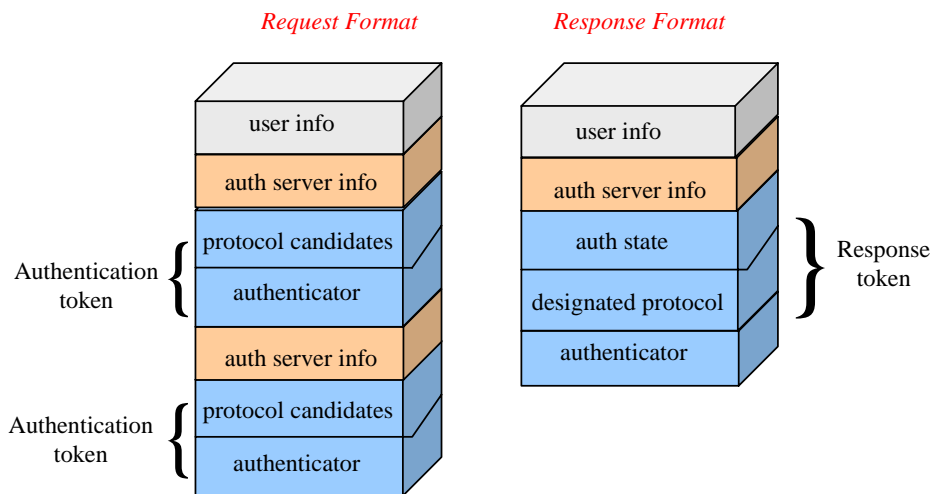 Request Format
Response Format
user info
auth server info
protocol candidates
authenticator
auth server info
protocol candidates
authenticator
Authentication
token
Authentication
token
user info
auth server info
auth state
designated protocol
authenticator
Response
token